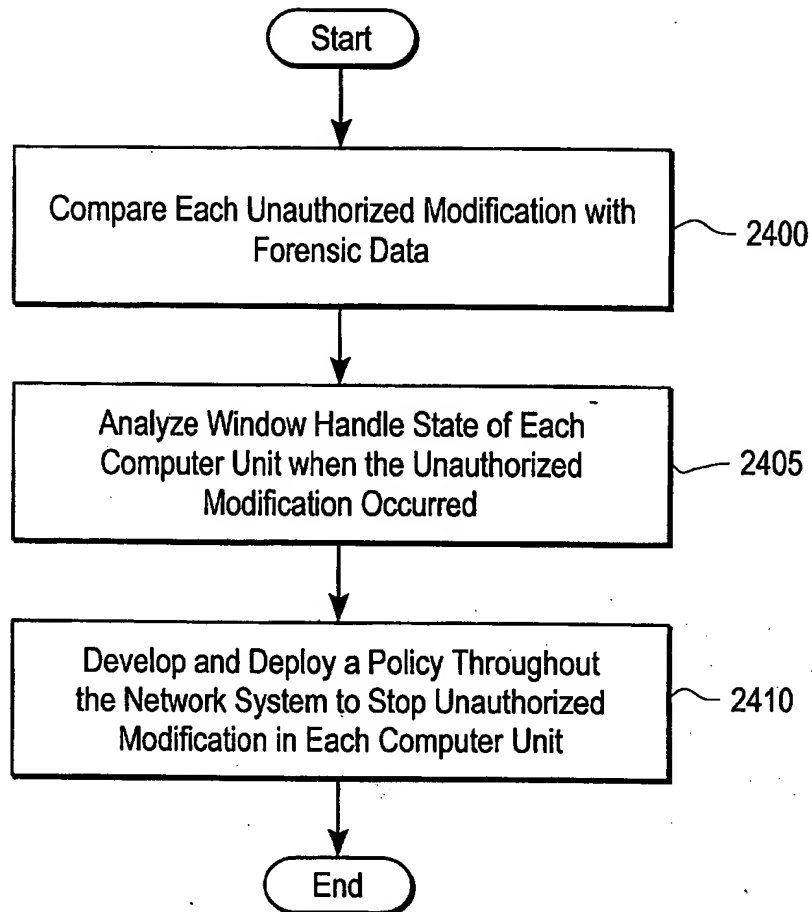 Start
Compare Each Unauthorized Modification with
Forensic Data
2400
Analyze Window Handle State of Each
Computer Unit when the Unauthorized
Modification Occurred
2405
Develop and Deploy a Policy Throughout
the Network System to Stop Unauthorized
Modification in Each Computer Unit
2410
End